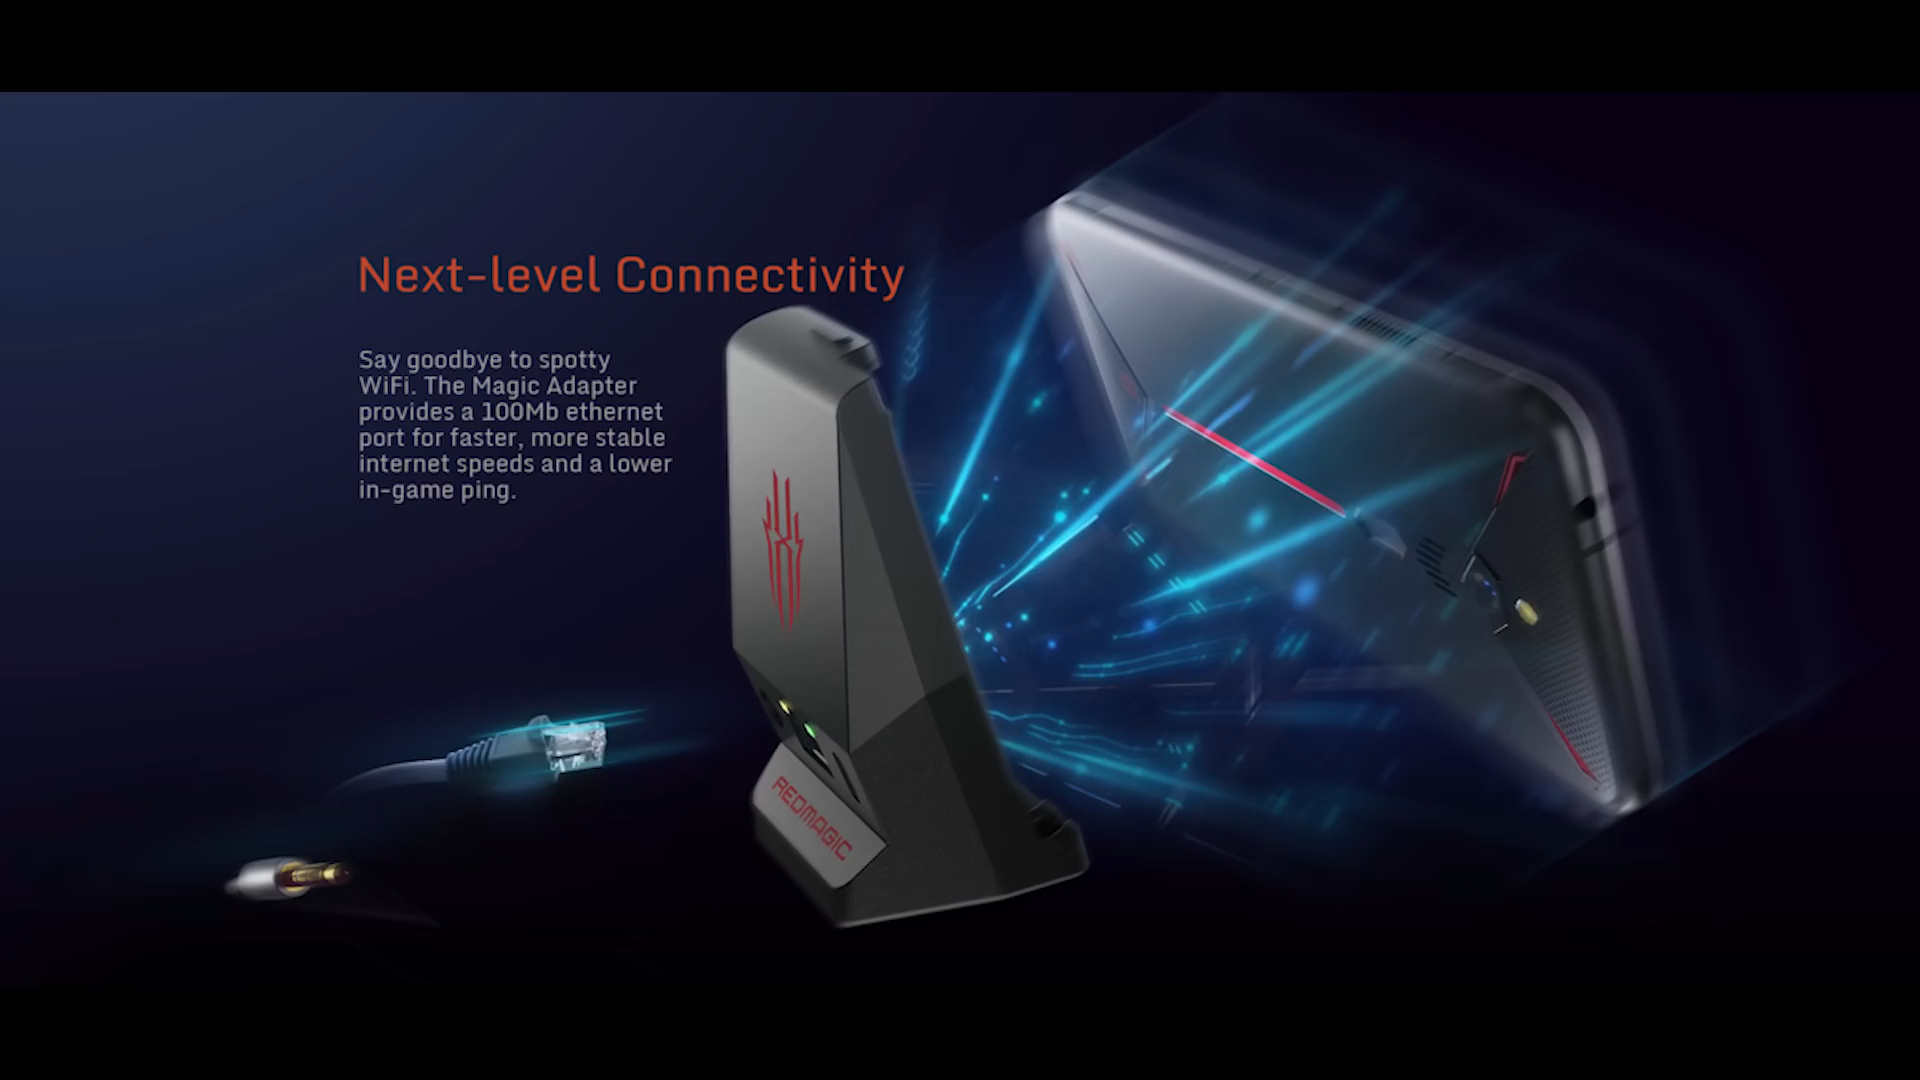 Next-level Connectivity
Say goodbye to spotty
WiFi. The Magic Adapter
provides a 100Mb ethernet
port for faster, more stable
internet speeds and a lower
in-game ping.
REDMAGIC